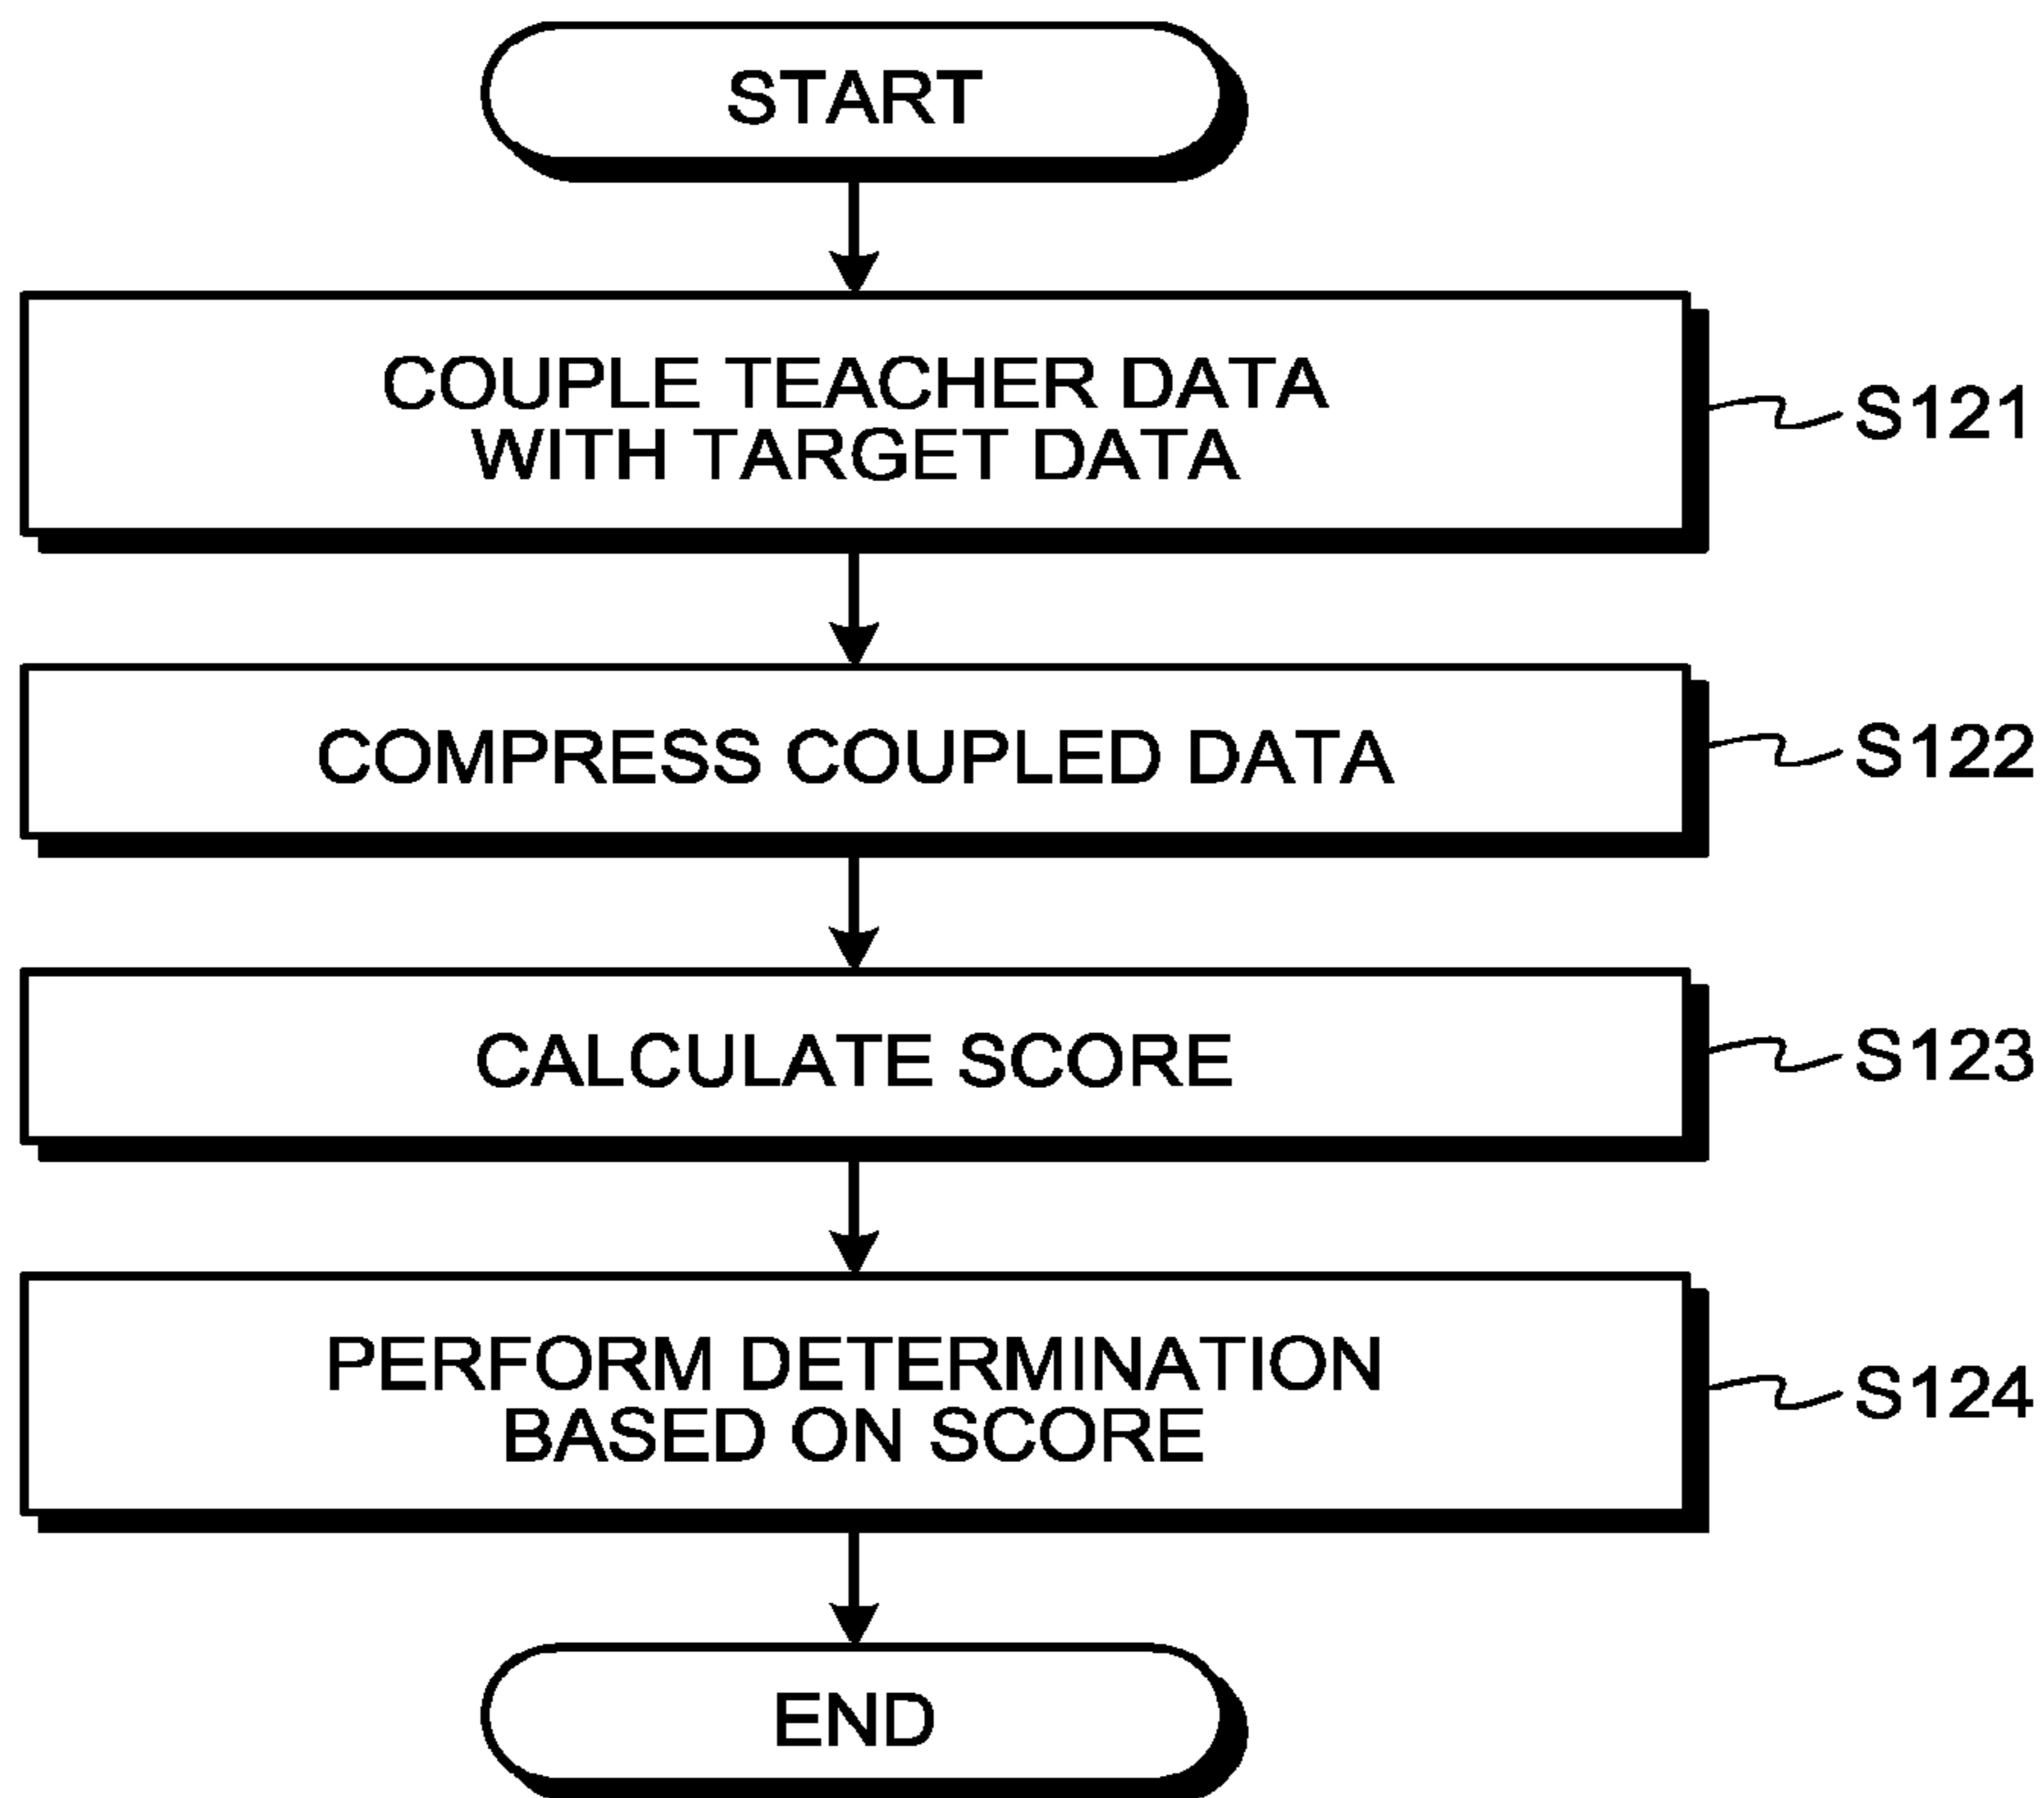 START
COUPLE TEACHER DATA
WITH TARGET DATA
S121
COMPRESS COUPLED DATA
S122
CALCULATE SCORE
S123
PERFORM DETERMINATION
BASED ON SCORE
S124
END